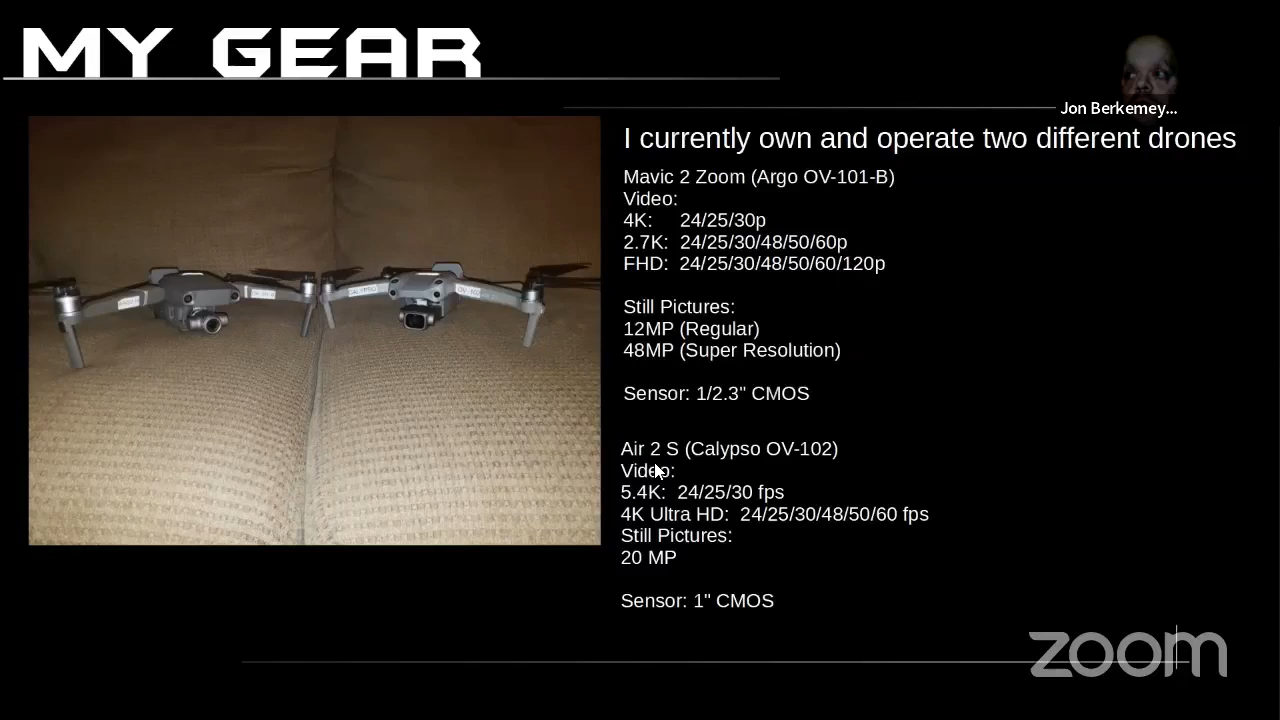 MY GEAR
Jon Berkemey...
I currently own and operate two different drones
Mavic 2 Zoom (Argo OV-101-B)
Video:
4K: 24/25/30p
2.7K: 24/25/30/48/50/60p
FHD: 24/25/30/48/50/60/120p
Still Pictures:
12MP (Regular)
48MP (Super Resolution)
Sensor: 1/2.3" CMOS
Air 2 S (Calypso OV-102)
Video:
5.4K: 24/25/30 fps
4K Ultra HD: 24/25/30/48/50/60 fps
Still Pictures:
20 MP
Sensor: 1" CMOS
CALYPSO
zoom